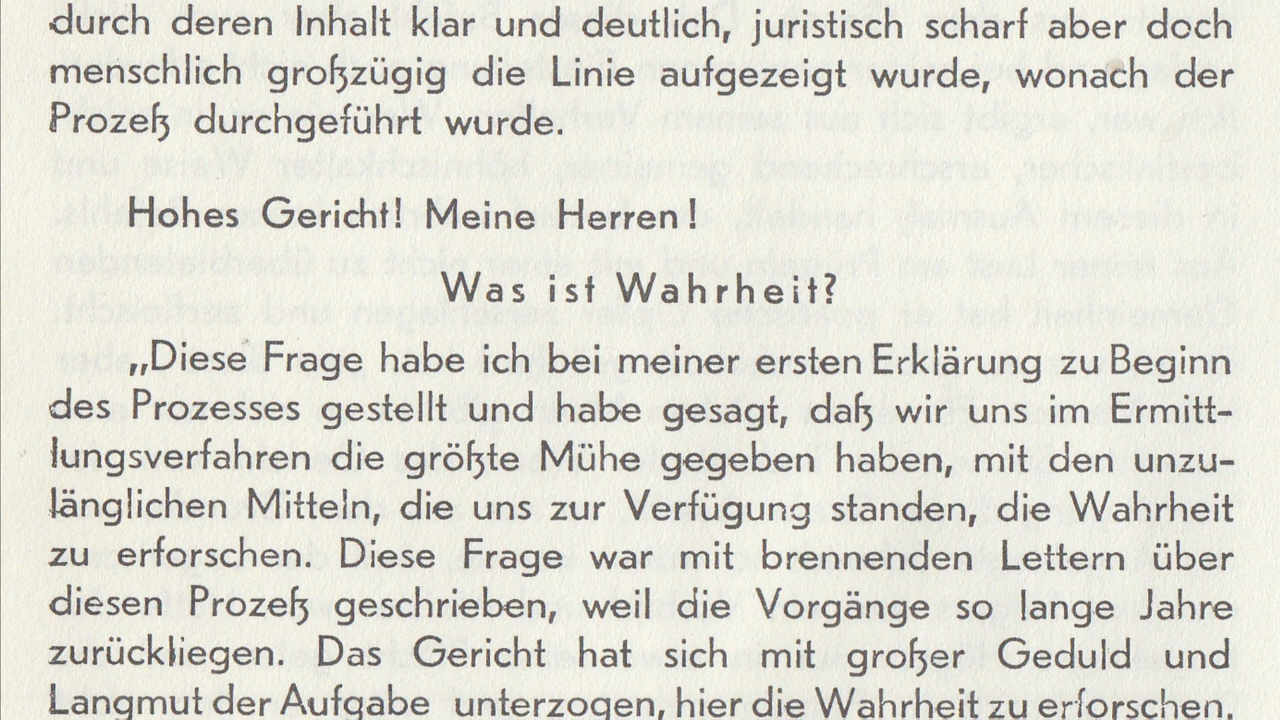 durch deren Inhalt klar und deutlich, juristisch scharf aber doch
menschlich großzügig die Linie aufgezeigt wurde, wonach der
Prozeß durchgeführt wurde.
Hohes Gericht! Meine Herren!
Was ist Wahrheit?
„Diese Frage habe ich bei meiner ersten Erklärung zu Beginn
des Prozesses gestellt und habe gesagt, daß wir uns im Ermitt-
lungsverfahren die größte Mühe gegeben haben, mit den unzu-
länglichen Mitteln, die uns zur Verfügung standen, die Wahrheit
zu erforschen Diese Frage war mit brennenden Lettern über
diesen Prozeß geschrieben, weil die Vorgänge so lange Jahre
zurückliegen. Das Gericht hat sich mit großer Geduld und
Langmut der Aufgabe unterzogen, hier die Wahrheit zu erforschen.